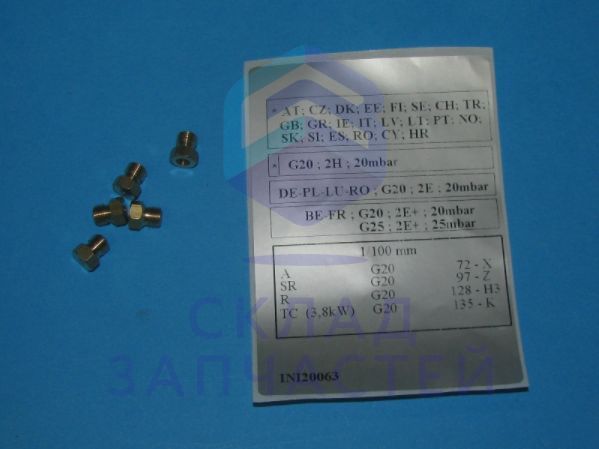 * AT; CZ; DK; EE; FI; SE; CH; TR;
GB; GR; IE; IT; LV; LT; PT; NO;
SK; SI; ES; RO; CY; HR
* G20 ; 2H ; 20mbar
DE-PL-LU-RO ; G20 ; 2E ; 20mbar
BE-FR ; G20 ; 2E+ ; 20mbar
G25 ; 2E+ ; 25mbar
1/100 mm
A G20 72 - X
SR G20 97 - Z
R G20 128 - H3
TC (3,8kW) G20 135 - K
INI20063
СКЛАД
ЗАПЧАСТЕЙ